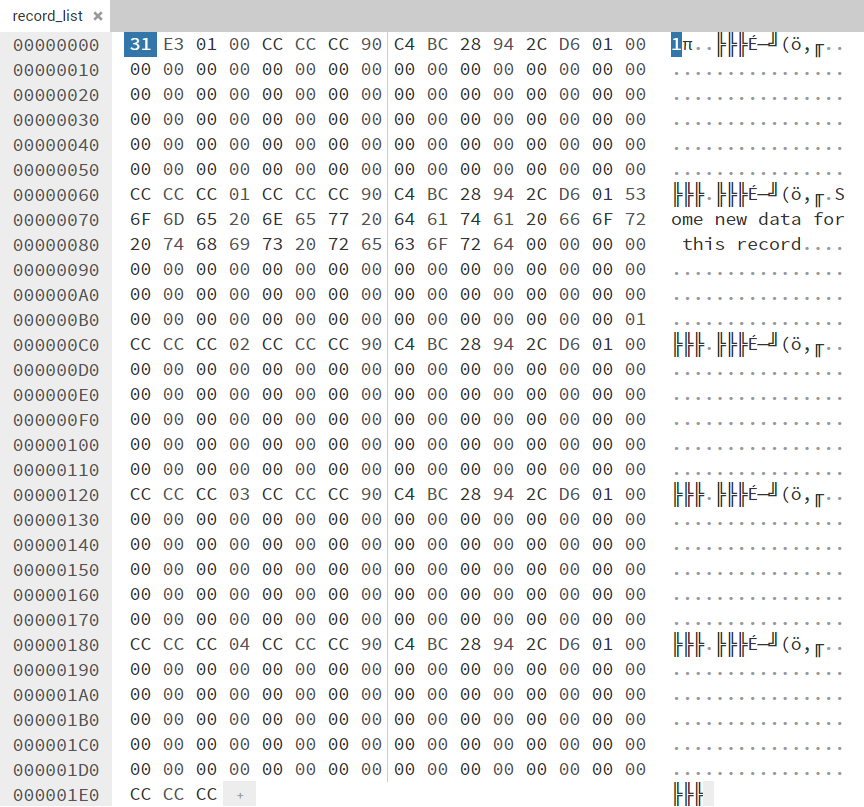 record_list ×
00000000 31 E3 01 00 CC CC CC 90 C4 BC 28 94 2C D6 01 00 1π..╠╠╠É─╝(ö,╓..
00000010 00 00 00 00 00 00 00 00 00 00 00 00 00 00 00 00 ................
00000020 00 00 00 00 00 00 00 00 00 00 00 00 00 00 00 00 ................
00000030 00 00 00 00 00 00 00 00 00 00 00 00 00 00 00 00 ................
00000040 00 00 00 00 00 00 00 00 00 00 00 00 00 00 00 00 ................
00000050 00 00 00 00 00 00 00 00 00 00 00 00 00 00 00 00 ................
00000060 CC CC CC 01 CC CC CC 90 C4 BC 28 94 2C D6 01 53 ╠╠╠.╠╠╠É─╝(ö,╓.S
00000070 6F 6D 65 20 6E 65 77 20 64 61 74 61 20 66 6F 72 ome new data for
00000080 20 74 68 69 73 20 72 65 63 6F 72 64 00 00 00 00  this record....
00000090 00 00 00 00 00 00 00 00 00 00 00 00 00 00 00 00 ................
000000A0 00 00 00 00 00 00 00 00 00 00 00 00 00 00 00 00 ................
000000B0 00 00 00 00 00 00 00 00 00 00 00 00 00 00 00 01 ................
000000C0 CC CC CC 02 CC CC CC 90 C4 BC 28 94 2C D6 01 00 ╠╠╠.╠╠╠É─╝(ö,╓..
000000D0 00 00 00 00 00 00 00 00 00 00 00 00 00 00 00 00 ................
000000E0 00 00 00 00 00 00 00 00 00 00 00 00 00 00 00 00 ................
000000F0 00 00 00 00 00 00 00 00 00 00 00 00 00 00 00 00 ................
00000100 00 00 00 00 00 00 00 00 00 00 00 00 00 00 00 00 ................
00000110 00 00 00 00 00 00 00 00 00 00 00 00 00 00 00 00 ................
00000120 CC CC CC 03 CC CC CC 90 C4 BC 28 94 2C D6 01 00 ╠╠╠.╠╠╠É─╝(ö,╓..
00000130 00 00 00 00 00 00 00 00 00 00 00 00 00 00 00 00 ................
00000140 00 00 00 00 00 00 00 00 00 00 00 00 00 00 00 00 ................
00000150 00 00 00 00 00 00 00 00 00 00 00 00 00 00 00 00 ................
00000160 00 00 00 00 00 00 00 00 00 00 00 00 00 00 00 00 ................
00000170 00 00 00 00 00 00 00 00 00 00 00 00 00 00 00 00 ................
00000180 CC CC CC 04 CC CC CC 90 C4 BC 28 94 2C D6 01 00 ╠╠╠.╠╠╠É─╝(ö,╓..
00000190 00 00 00 00 00 00 00 00 00 00 00 00 00 00 00 00 ................
000001A0 00 00 00 00 00 00 00 00 00 00 00 00 00 00 00 00 ................
000001B0 00 00 00 00 00 00 00 00 00 00 00 00 00 00 00 00 ................
000001C0 00 00 00 00 00 00 00 00 00 00 00 00 00 00 00 00 ................
000001D0 00 00 00 00 00 00 00 00 00 00 00 00 00 00 00 00 ................
000001E0 CC CC CC + ╠╠╠